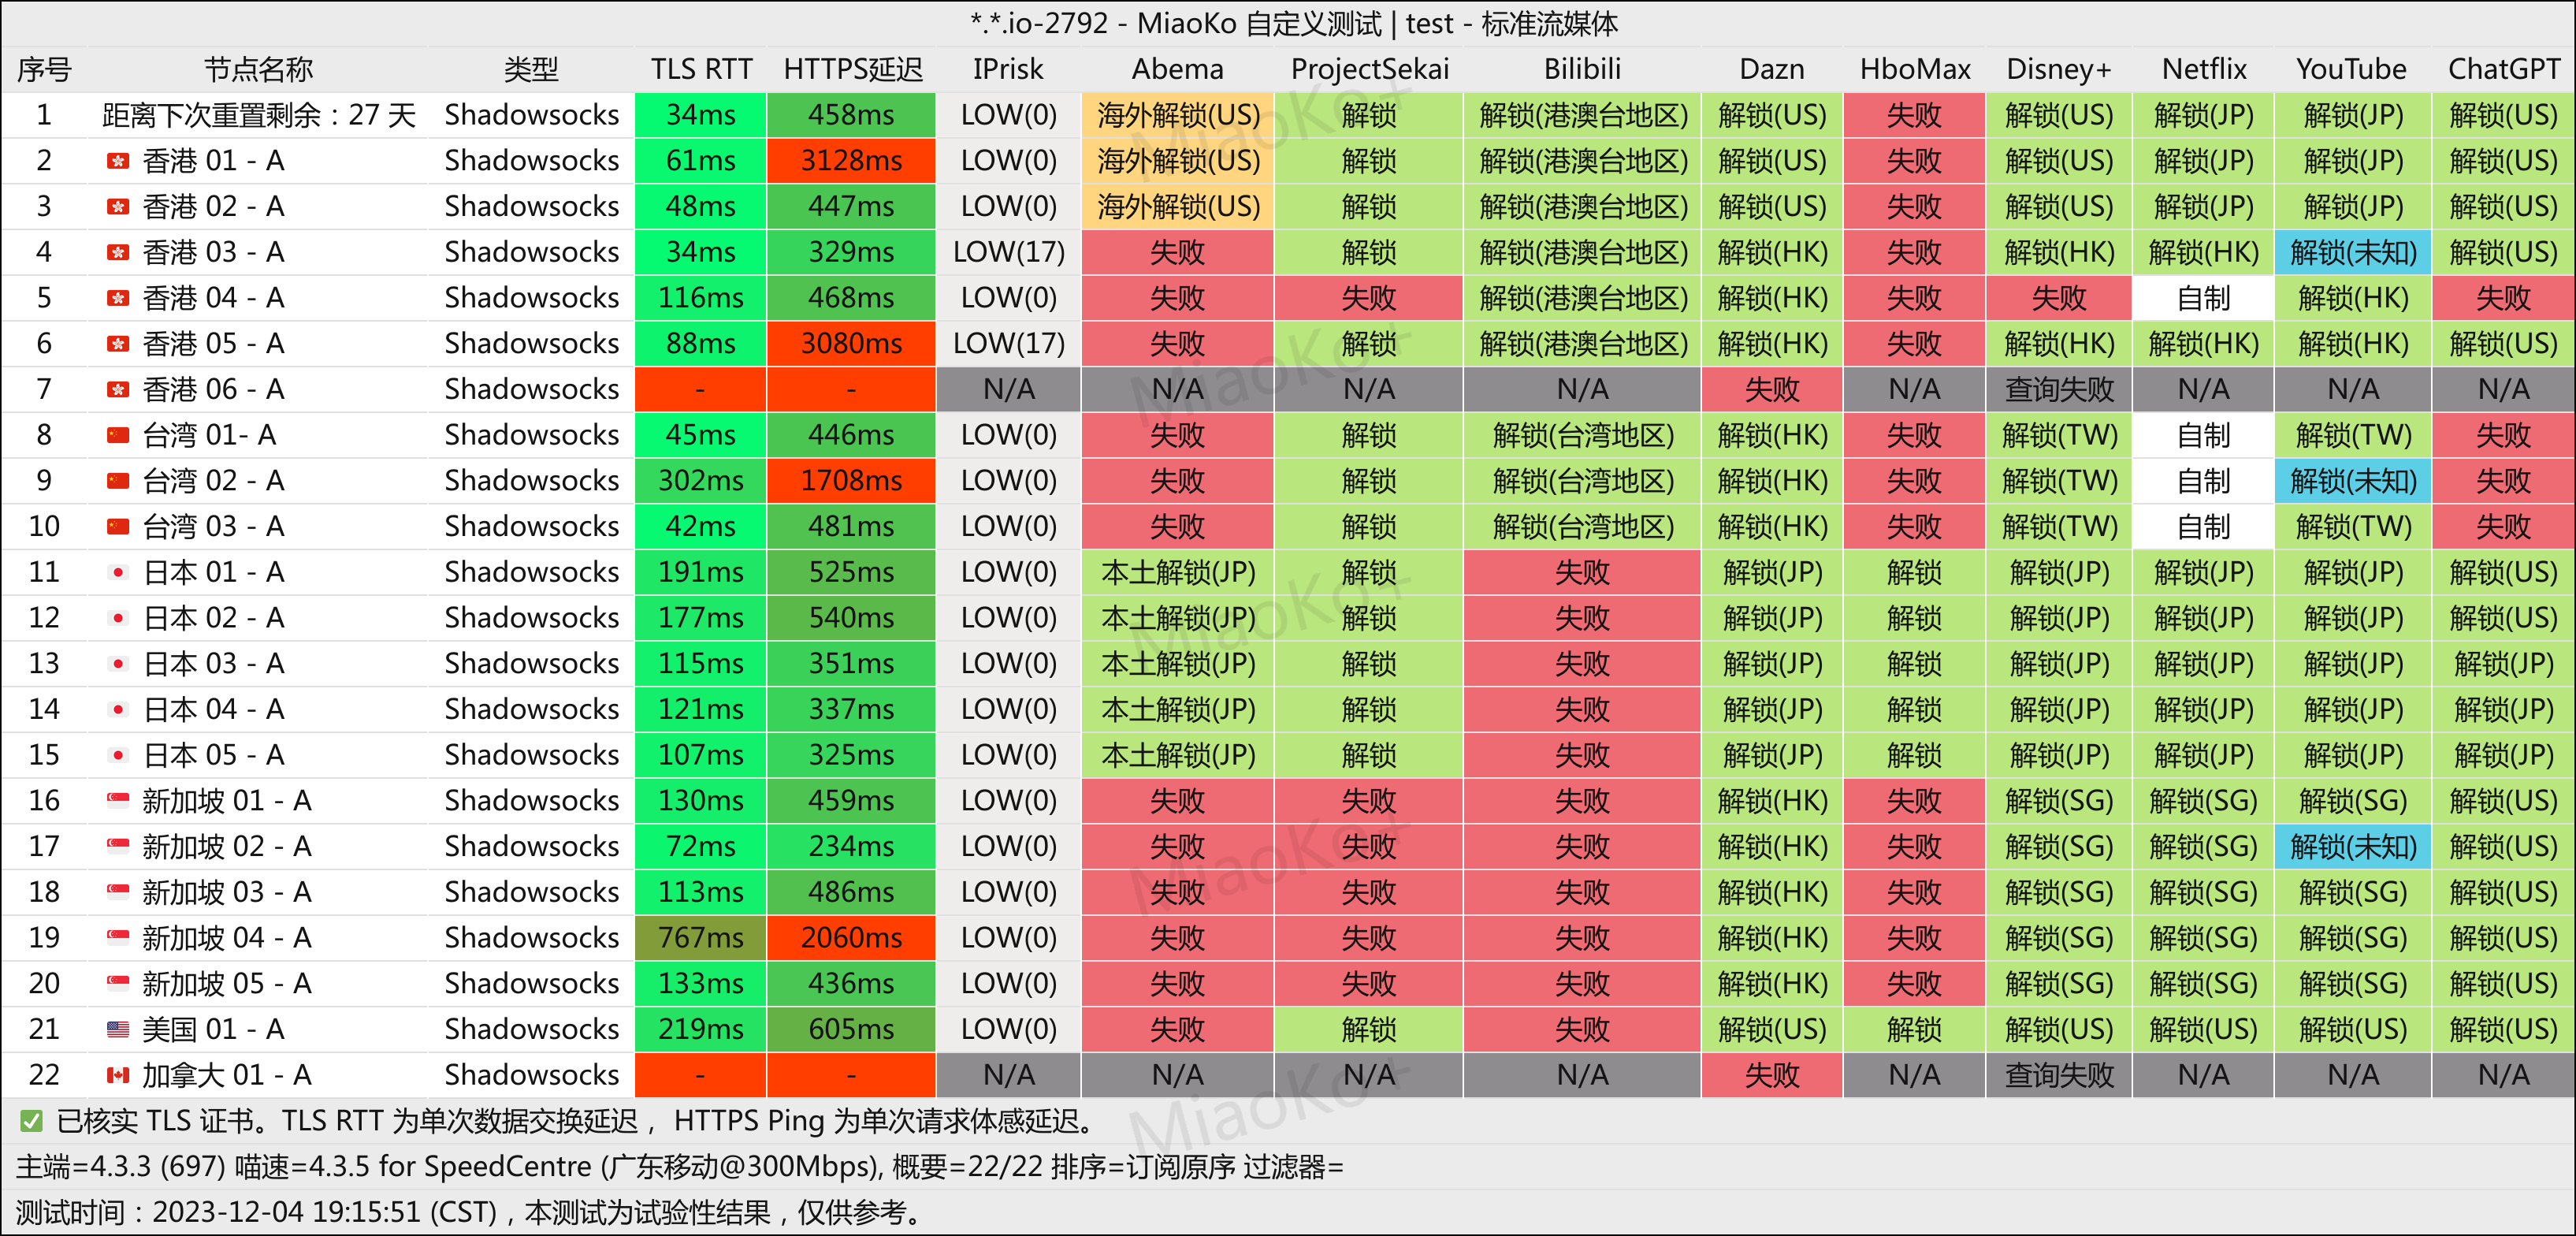 *.*.io-2792 - MiaoKo 自定义测试 | test - 标准流媒体
序号 节点名称 类型 TLS RTT HTTPS延迟 IPrisk Abema ProjectSekai Bilibili Dazn HboMax Disney+ Netflix YouTube ChatGPT
1 距离下次重置剩余：27 天 Shadowsocks 34ms 458ms LOW(0) 海外解锁(US) 解锁 解锁(港澳台地区) 解锁(US) 失败 解锁(US) 解锁(JP) 解锁(JP) 解锁(US)
2 香港 01 - A Shadowsocks 61ms 3128ms LOW(0) 海外解锁(US) 解锁 解锁(港澳台地区) 解锁(US) 失败 解锁(US) 解锁(JP) 解锁(JP) 解锁(US)
3 香港 02 - A Shadowsocks 48ms 447ms LOW(0) 海外解锁(US) 解锁 解锁(港澳台地区) 解锁(US) 失败 解锁(US) 解锁(JP) 解锁(JP) 解锁(US)
4 香港 03 - A Shadowsocks 34ms 329ms LOW(17) 失败 解锁 解锁(港澳台地区) 解锁(HK) 失败 解锁(HK) 解锁(HK) 解锁(未知) 解锁(US)
5 香港 04 - A Shadowsocks 116ms 468ms LOW(0) 失败 失败 解锁(港澳台地区) 解锁(HK) 失败 失败 自制 解锁(HK) 失败
6 香港 05 - A Shadowsocks 88ms 3080ms LOW(17) 失败 解锁 解锁(港澳台地区) 解锁(HK) 失败 解锁(HK) 解锁(HK) 解锁(HK) 解锁(US)
7 香港 06 - A Shadowsocks - - N/A N/A N/A N/A 失败 N/A 查询失败 N/A N/A N/A
8 台湾 01- A Shadowsocks 45ms 446ms LOW(0) 失败 解锁 解锁(台湾地区) 解锁(HK) 失败 解锁(TW) 自制 解锁(TW) 失败
9 台湾 02 - A Shadowsocks 302ms 1708ms LOW(0) 失败 解锁 解锁(台湾地区) 解锁(HK) 失败 解锁(TW) 自制 解锁(未知) 失败
10 台湾 03 - A Shadowsocks 42ms 481ms LOW(0) 失败 解锁 解锁(台湾地区) 解锁(HK) 失败 解锁(TW) 自制 解锁(TW) 失败
11 日本 01 - A Shadowsocks 191ms 525ms LOW(0) 本土解锁(JP) 解锁 失败 解锁(JP) 解锁 解锁(JP) 解锁(JP) 解锁(JP) 解锁(US)
12 日本 02 - A Shadowsocks 177ms 540ms LOW(0) 本土解锁(JP) 解锁 失败 解锁(JP) 解锁 解锁(JP) 解锁(JP) 解锁(JP) 解锁(US)
13 日本 03 - A Shadowsocks 115ms 351ms LOW(0) 本土解锁(JP) 解锁 失败 解锁(JP) 解锁 解锁(JP) 解锁(JP) 解锁(JP) 解锁(JP)
14 日本 04 - A Shadowsocks 121ms 337ms LOW(0) 本土解锁(JP) 解锁 失败 解锁(JP) 解锁 解锁(JP) 解锁(JP) 解锁(JP) 解锁(JP)
15 日本 05 - A Shadowsocks 107ms 325ms LOW(0) 本土解锁(JP) 解锁 失败 解锁(JP) 解锁 解锁(JP) 解锁(JP) 解锁(JP) 解锁(JP)
16 新加坡 01 - A Shadowsocks 130ms 459ms LOW(0) 失败 失败 失败 解锁(HK) 失败 解锁(SG) 解锁(SG) 解锁(SG) 解锁(US)
17 新加坡 02 - A Shadowsocks 72ms 234ms LOW(0) 失败 失败 失败 解锁(HK) 失败 解锁(SG) 解锁(SG) 解锁(未知) 解锁(US)
18 新加坡 03 - A Shadowsocks 113ms 486ms LOW(0) 失败 失败 失败 解锁(HK) 失败 解锁(SG) 解锁(SG) 解锁(SG) 解锁(US)
19 新加坡 04 - A Shadowsocks 767ms 2060ms LOW(0) 失败 失败 失败 解锁(HK) 失败 解锁(SG) 解锁(SG) 解锁(SG) 解锁(US)
20 新加坡 05 - A Shadowsocks 133ms 436ms LOW(0) 失败 失败 失败 解锁(HK) 失败 解锁(SG) 解锁(SG) 解锁(SG) 解锁(US)
21 美国 01 - A Shadowsocks 219ms 605ms LOW(0) 失败 解锁 失败 解锁(US) 解锁 解锁(US) 解锁(US) 解锁(US) 解锁(US)
22 加拿大 01 - A Shadowsocks - - N/A N/A N/A N/A 失败 N/A 查询失败 N/A N/A N/A
已核实 TLS 证书。TLS RTT 为单次数据交换延迟， HTTPS Ping 为单次请求体感延迟。
主端=4.3.3 (697) 喵速=4.3.5 for SpeedCentre (广东移动@300Mbps), 概要=22/22 排序=订阅原序 过滤器=
测试时间：2023-12-04 19:15:51 (CST)，本测试为试验性结果，仅供参考。
MiaoKo+
MiaoKo+
MiaoKo+
MiaoKo+
MiaoKo+